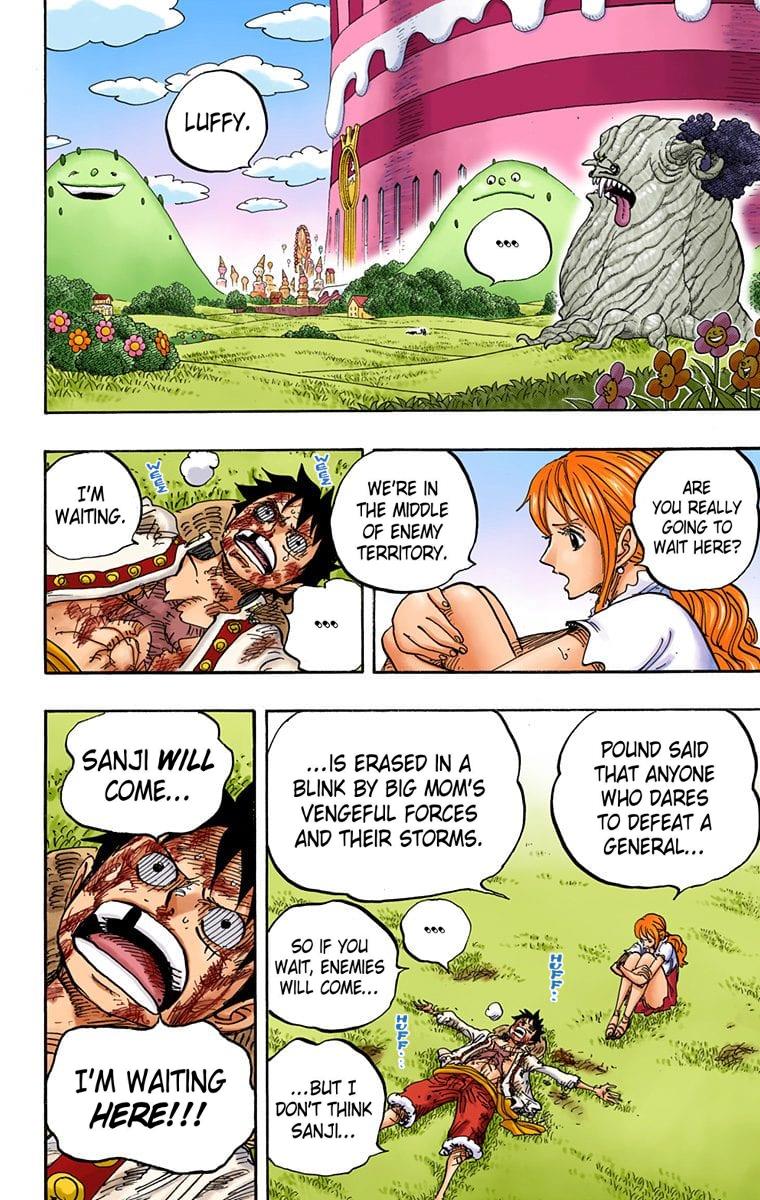 LUFFY.
...
ARE
YOU REALLY
GOING TO
WAIT HERE?
WE'RE IN
THE MIDDLE
OF ENEMY
TERRITORY.
WEEZ
WEEZ
I'M
WAITING.
...
POUND SAID
THAT ANYONE
WHO DARES
TO DEFEAT A
GENERAL...
...IS ERASED IN A
BLINK BY BIG MOM'S
VENGEFUL FORCES
AND THEIR STORMS.
...
SO IF YOU
WAIT, ENEMIES
WILL COME...
HUFF..
HUFF..
...BUT I
DON'T THINK
SANJI...
SANJI WILL
COME...
I'M WAITING
HERE!!!